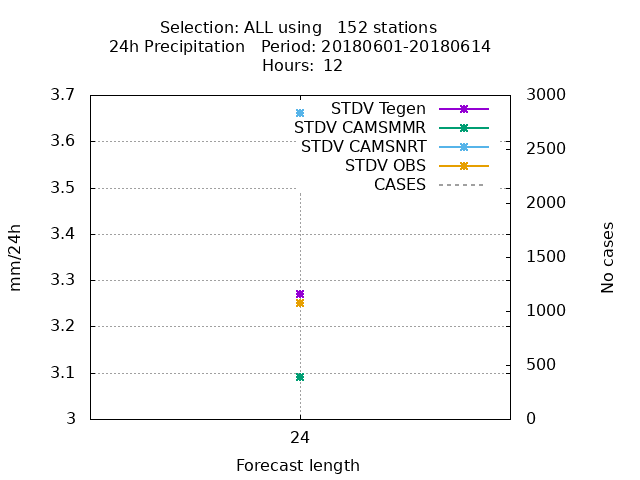 Selection: ALL using   152 stations
24h Precipitation   Period: 20180601-20180614
Hours:  12
3.7
3.6
3.5
3.4
3.3
3.2
3.1
3
mm/24h
STDV Tegen
STDV CAMSMMR
STDV CAMSNRT
STDV OBS
CASES
3000
2500
2000
1500
1000
500
0
No cases
24
Forecast length